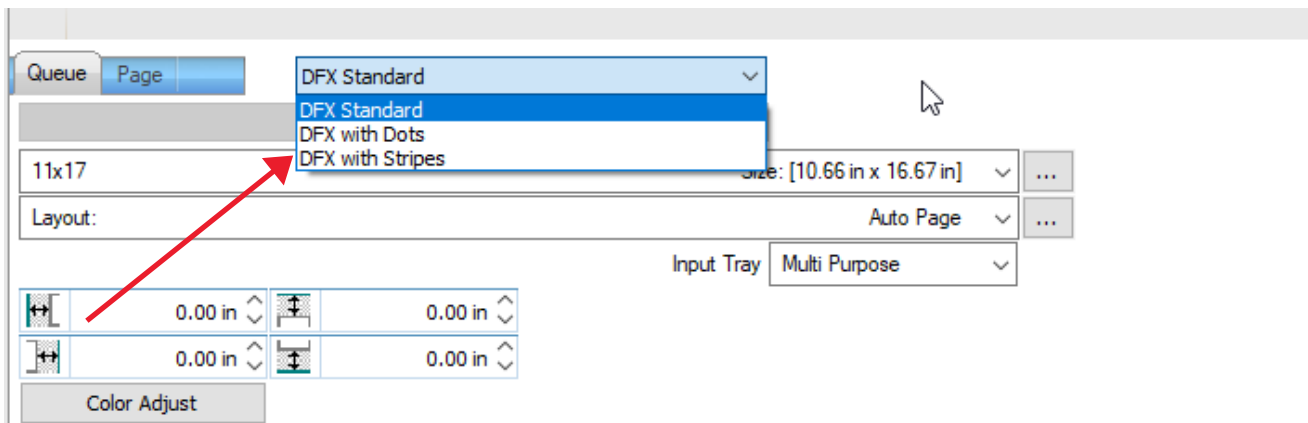 Queue Page DFX Standard
DFX Standard
DFX with Dots
DFX with Stripes
11x17 Size: [10.66 in x 16.67 in] ...
Layout: Auto Page ...
Input Tray Multi Purpose
0.00 in 0.00 in
0.00 in 0.00 in
Color Adjust